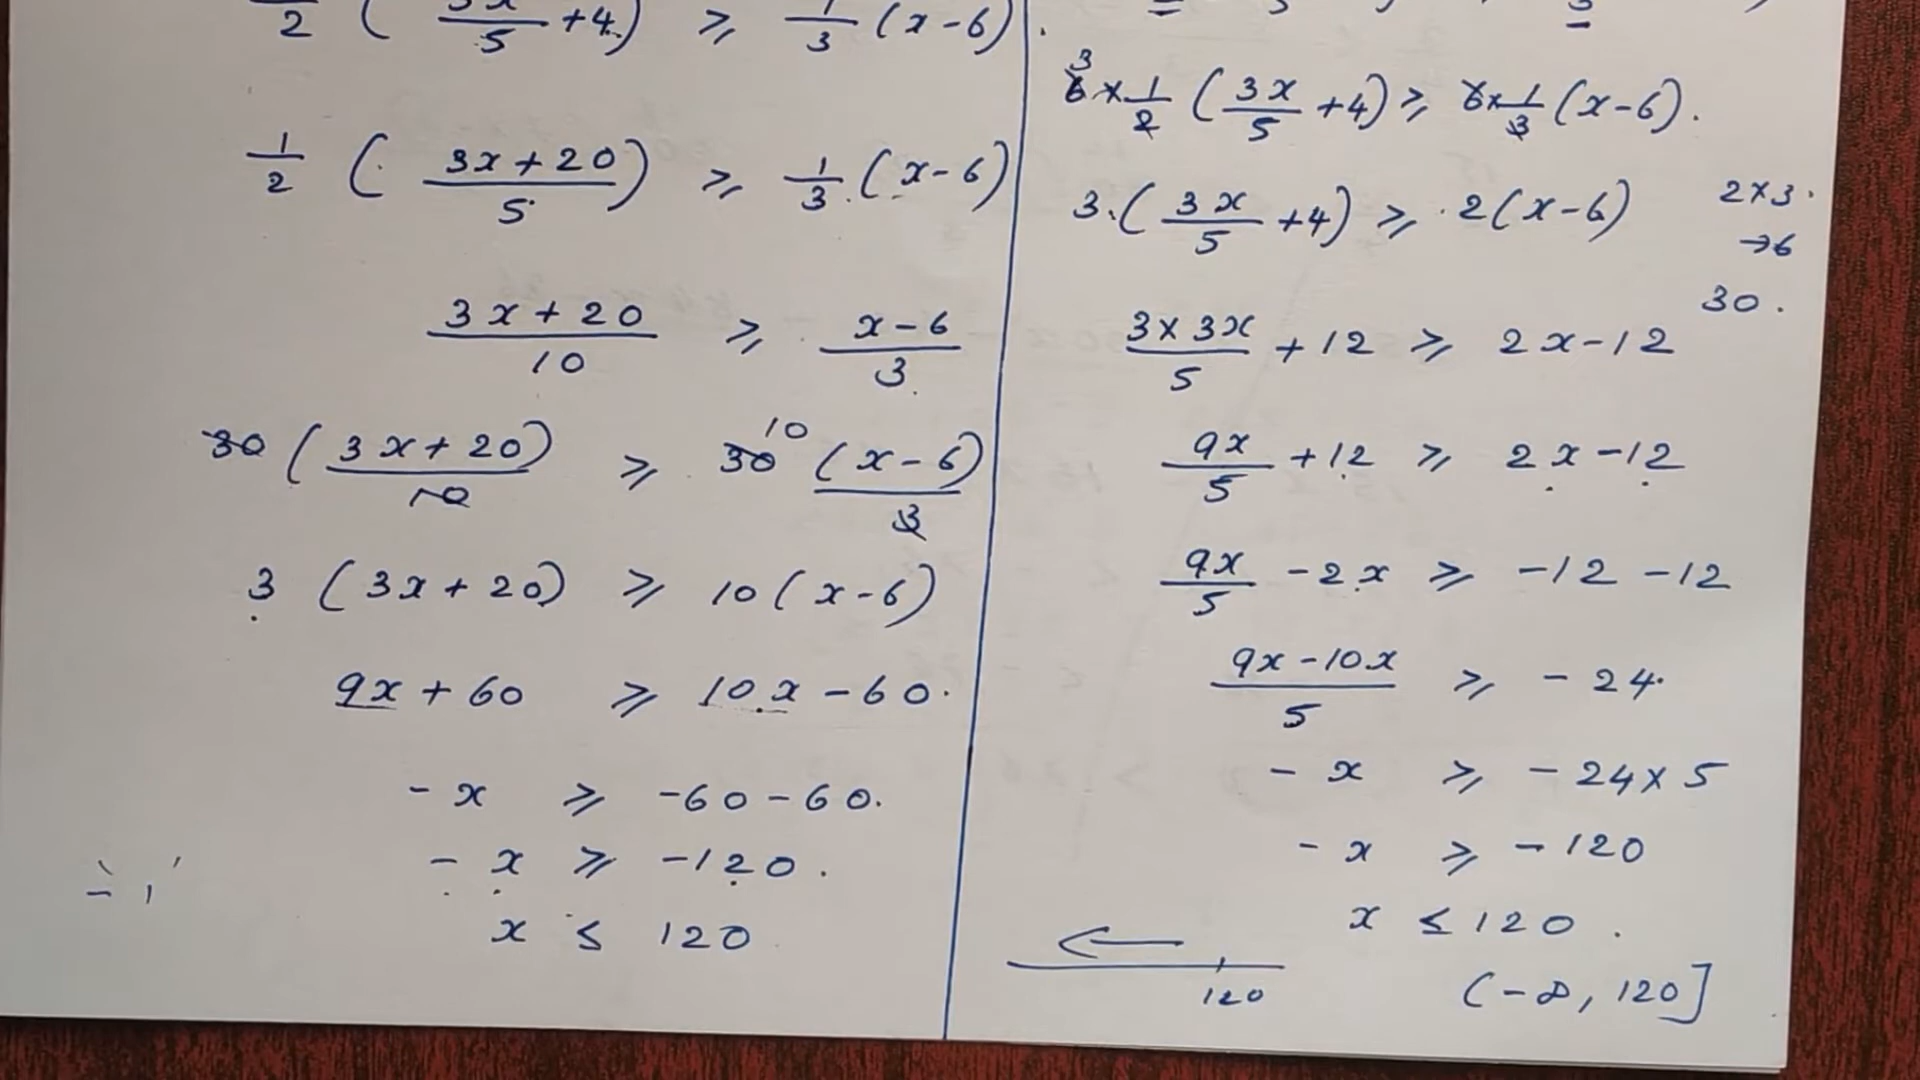 1/2 ( 3x/5 +4) ≥ 1/3 (x-6)
1/2 ( (3x+20)/5 ) ≥ 1/3 (x-6)
(3x+20)/10 ≥ (x-6)/3
30 ( (3x+20)/10 ) ≥ 10 30 (x-6)/3
3 (3x+20) ≥ 10(x-6)
9x+60 ≥ 10x-60.
-x ≥ -60-60.
-x ≥ -120.
x ≤ 120
3 6×1/2 ( 3x/5 +4) ≥ 6×1/3 (x-6).
3.( 3x/5 +4) ≥ 2(x-6)
2×3.
→6
30.
(3×3x)/5 +12 ≥ 2x-12
9x/5 +12 ≥ 2x-12
9x/5 -2x ≥ -12-12
(9x-10x)/5 ≥ -24.
-x ≥ -24×5
-x ≥ -120
x ≤ 120.
120
(-∞, 120]